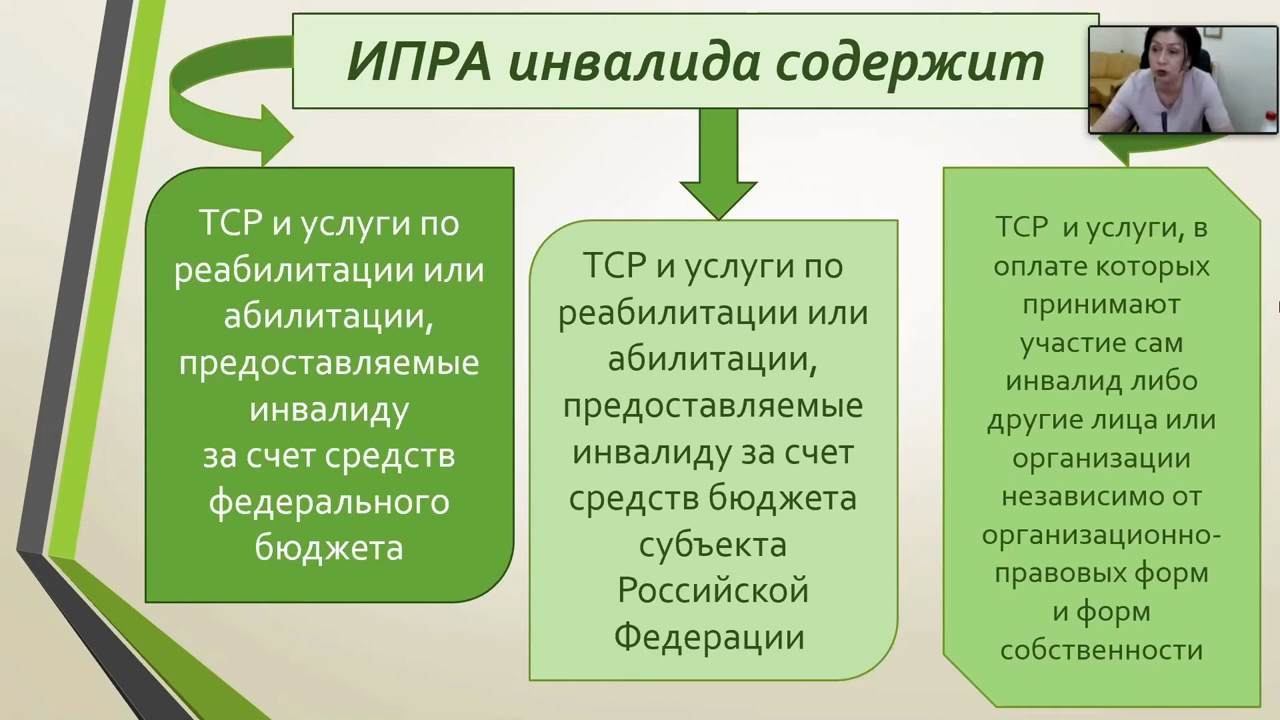 ИПРА инвалида содержит
ТСР и услуги по
реабилитации или
абилитации,
предоставляемые
инвалиду
за счет средств
федерального
бюджета
ТСР и услуги по
реабилитации или
абилитации,
предоставляемые
инвалиду за счет
средств бюджета
субъекта
Российской
Федерации
ТСР и услуги, в
оплате которых
принимают
участие сам
инвалид либо
другие лица или
организации
независимо от
организационно-
правовых форм
и форм
собственности